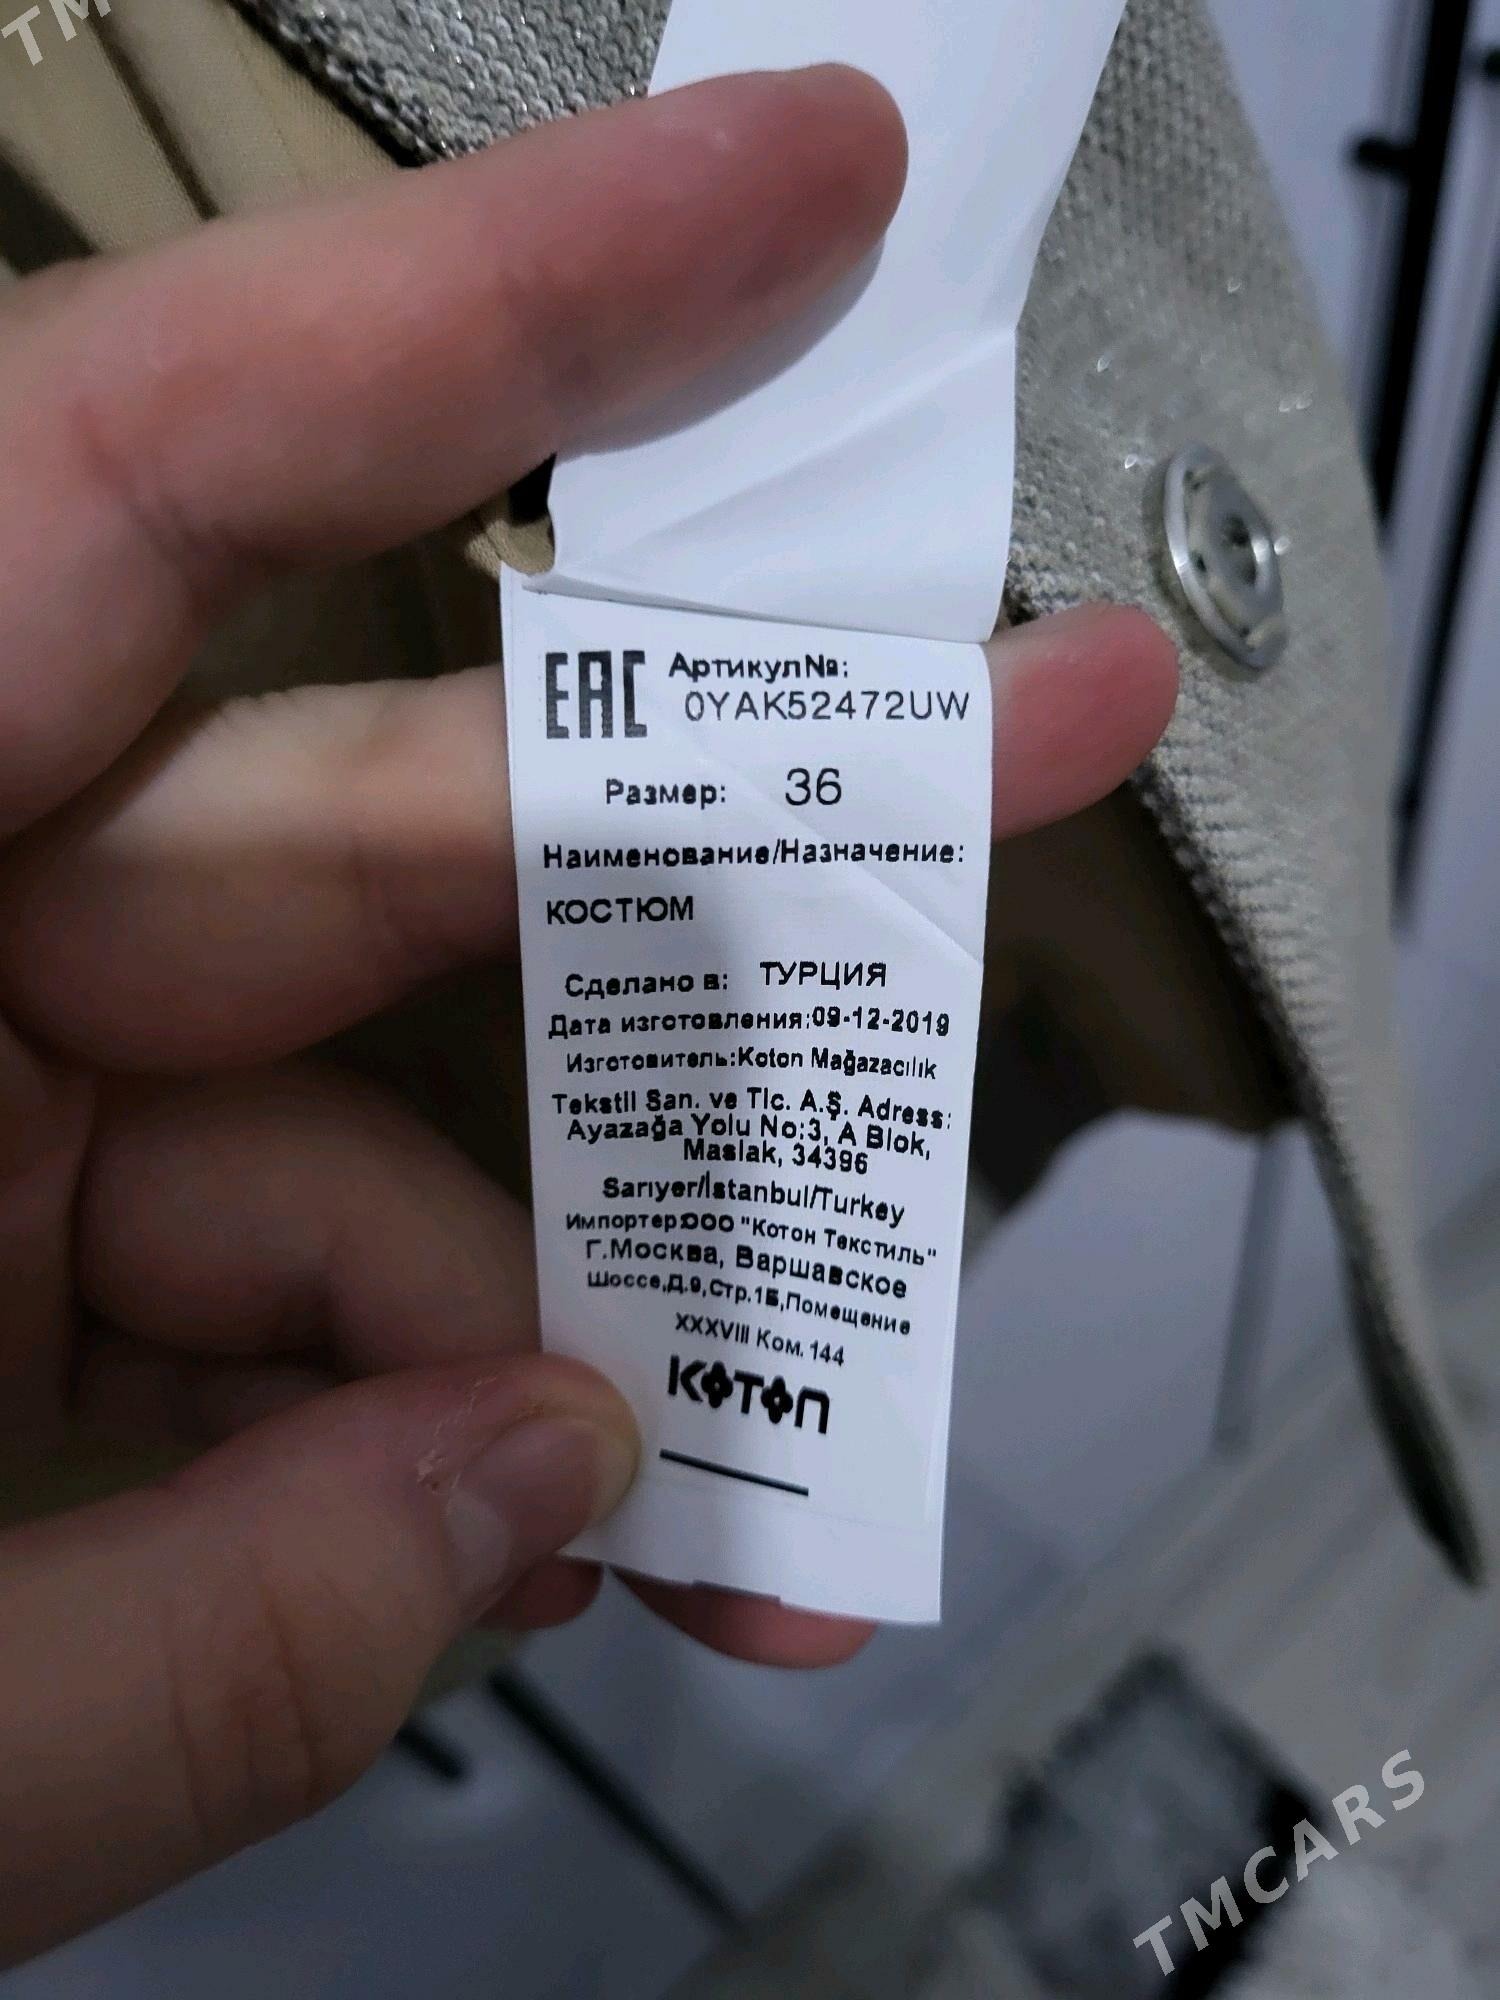 TM
EAC Артикул№:
0YAK52472UW
Размер: 36
Наименование/Назначение:
КОСТЮМ
Сделано в: ТУРЦИЯ
Дата изготовления:09-12-2019
Изготовитель:Koton Mağazacılık
Tekstil San. ve Tic. A.Ş. Adress:
Ayazağa Yolu No:3, A Blok,
Maslak, 34396
Sarıyer/İstanbul/Turkey
Импортер:ООО "Котон Текстиль"
Г.Москва, Варшавское
Шоссе,Д.9,Стр.1Б,Помещение
XXXVIII Ком. 144
KOTON
TMCARS